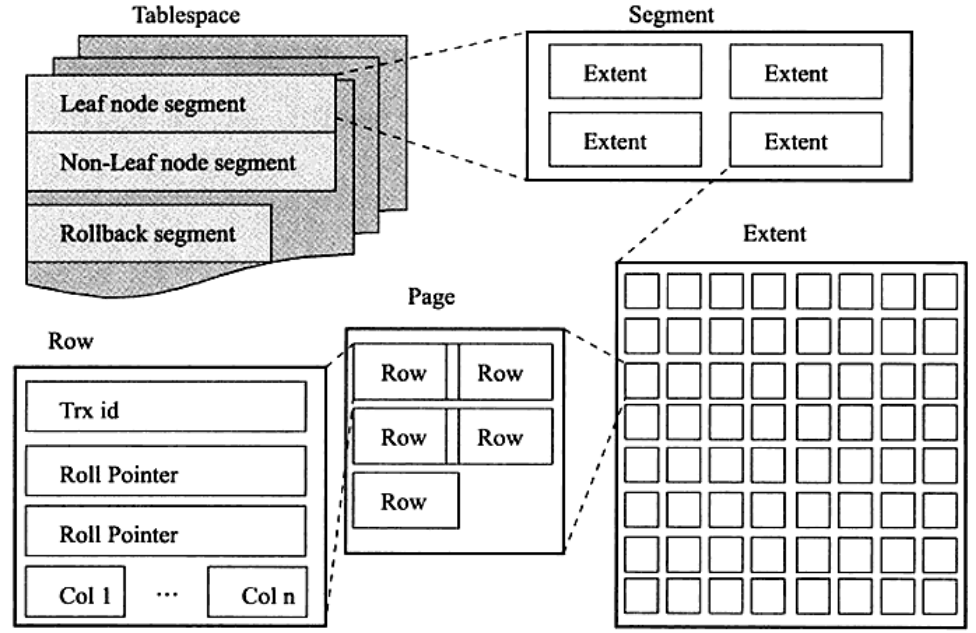 Tablespace
Leaf node segment
Non-Leaf node segment
Rollback segment
Segment
Extent
Extent
Extent
Extent
Extent
Page
Row
Row
Row
Row
Row
Row
Trx id
Roll Pointer
Roll Pointer
Col 1
...
Col n